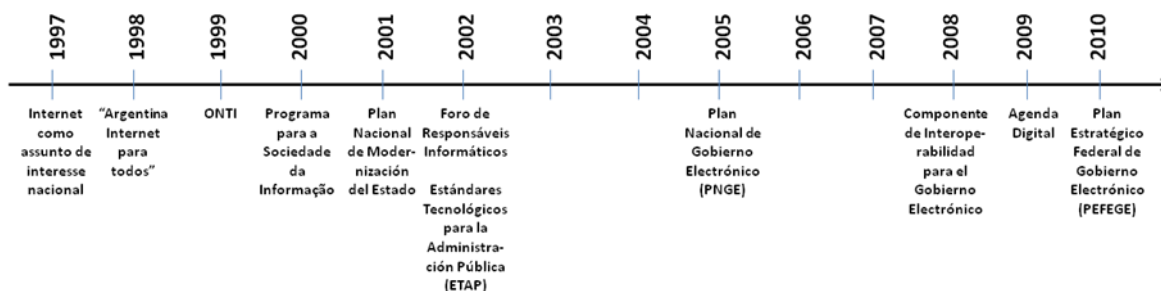 1997
1998
1999
2000
2001
2002
2003
2004
2005
2006
2007
2008
2009
2010
Internet
como
assunto de
interesse
nacional
“Argentina
Internet
para
todos”
ONTI
Programa
para a
Sociedade
da
Informação
Plan
Nacional
de Moder-
nización
del Estado
Foro de
Responsáveis
Informáticos
Estándares
Tecnológicos
para la
Administra-
ción Pública
(ETAP)
Plan
Nacional de
Gobierno
Electrónico
(PNGE)
Componente
de Interope-
rabilidad
para el
Gobierno
Electrónico
Agenda
Digital
Plan
Estratégico
Federal de
Gobierno
Electrónico
(PEFEGE)